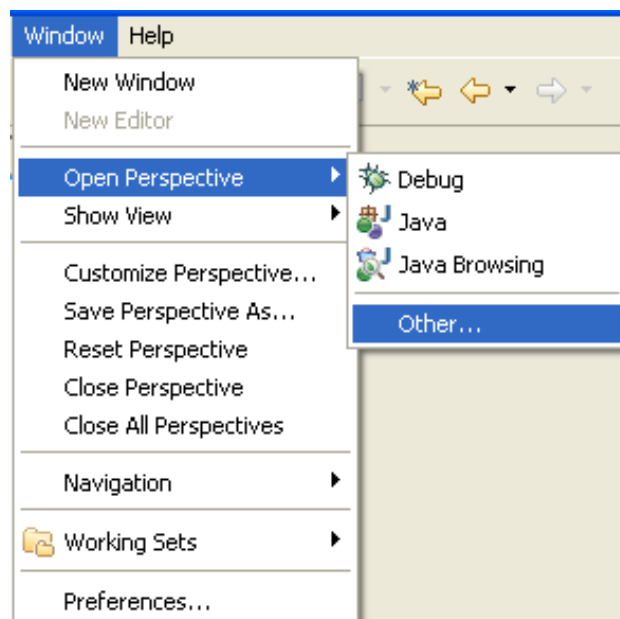 Window Help
New Window
New Editor
Open Perspective
Show View
Customize Perspective...
Save Perspective As...
Reset Perspective
Close Perspective
Close All Perspectives
Navigation
Working Sets
Preferences...
Debug
Java
Java Browsing
Other...